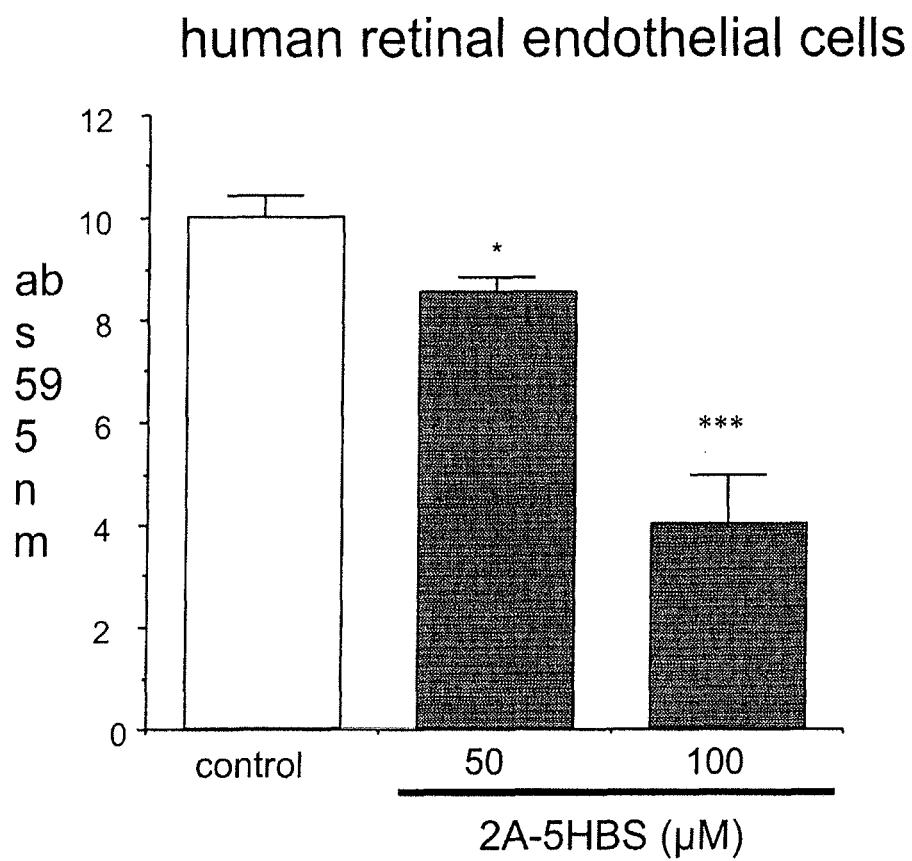 human retinal endothelial cells
12
10
8
6
4
2
0
ab
s
59
5
n
m
*
***
control
50
100
2A-5HBS (µM)